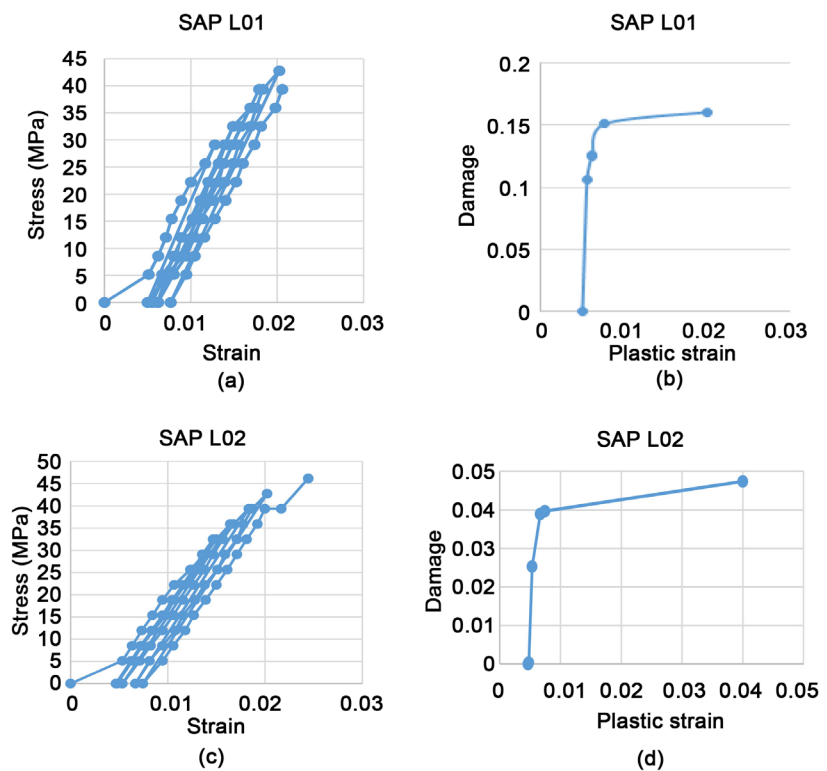 SAP L01
45
40
35
30
25
20
15
10
5
0
Stress (MPa)
0 0.01 0.02 0.03
Strain
(a)
SAP L01
0.2
0.15
0.1
0.05
0
Damage
0 0.01 0.02 0.03
Plastic strain
(b)
SAP L02
50
45
40
35
30
25
20
15
10
5
0
Stress (MPa)
0.01 0.02 0.03
Strain
(c)
SAP L02
0.05
0.04
0.03
0.02
0.01
0
Damage
0 0.01 0.02 0.03 0.04 0.05
Plastic strain
(d)